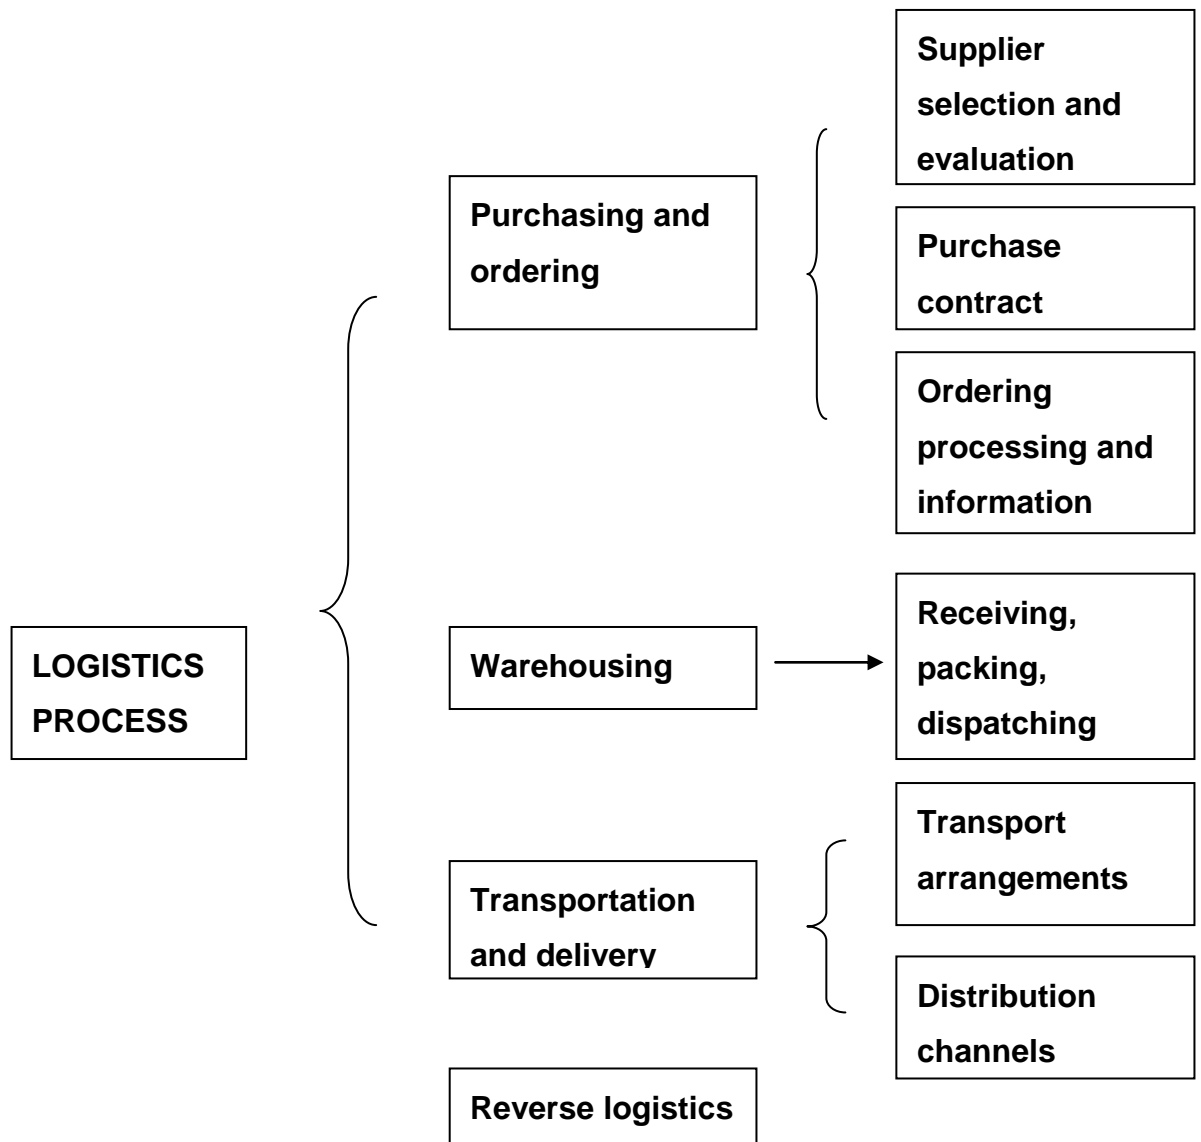 LOGISTICS
PROCESS
Purchasing and
ordering
Supplier
selection and
evaluation
Purchase
contract
Ordering
processing and
information
Warehousing
Receiving,
packing,
dispatching
Transportation
and delivery
Transport
arrangements
Distribution
channels
Reverse logistics